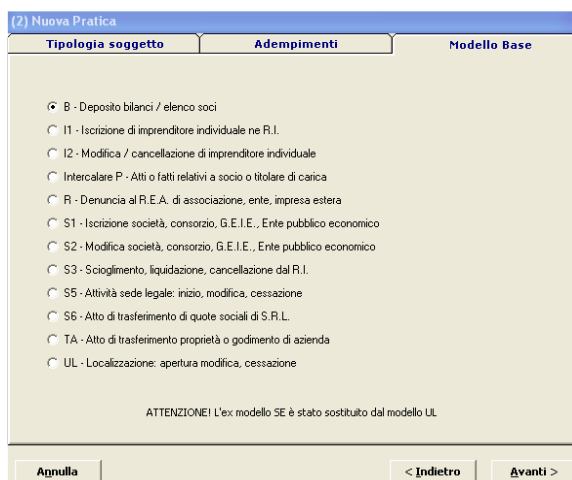 (2) Nuova Pratica
Tipologia soggetto Adempimenti Modello Base
B - Deposito bilanci / elenco soci
I1 - Iscrizione di imprenditore individuale ne R.I.
I2 - Modifica / cancellazione di imprenditore individuale
Intercalare P - Atti o fatti relativi a socio o titolare di carica
R - Denuncia al R.E.A. di associazione, ente, impresa estera
S1 - Iscrizione società, consorzio, G.E.I.E., Ente pubblico economico
S2 - Modifica società, consorzio, G.E.I.E., Ente pubblico economico
S3 - Scioglimento, liquidazione, cancellazione dal R.I.
S5 - Attività sede legale: inizio, modifica, cessazione
S6 - Atto di trasferimento di quote sociali di S.R.L.
TA - Atto di trasferimento proprietà o godimento di azienda
UL - Localizzazione: apertura modifica, cessazione
ATTENZIONE! L'ex modello SE è stato sostituito dal modello UL
Annulla < Indietro Avanti >